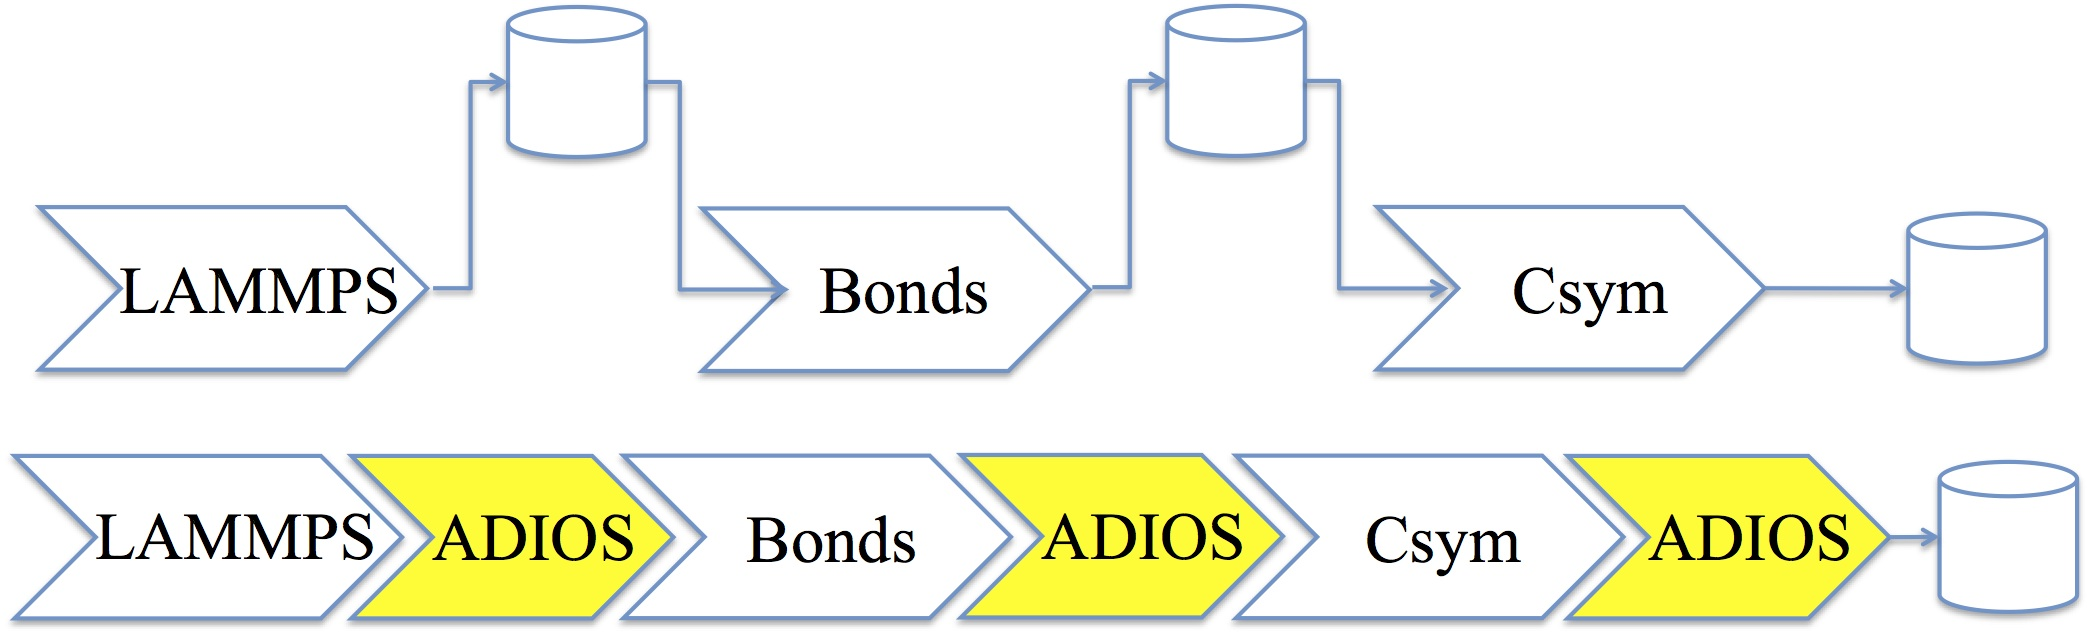 LAMMPS
Bonds
Csym
LAMMPS
ADIOS
Bonds
ADIOS
Csym
ADIOS